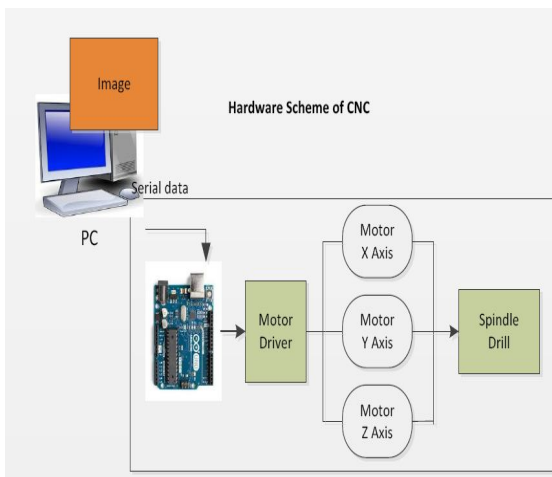 Image
Hardware Scheme of CNC
Serial data
PC
Motor
X Axis
Motor
Driver
Motor
Y Axis
Spindle
Drill
Motor
Z Axis